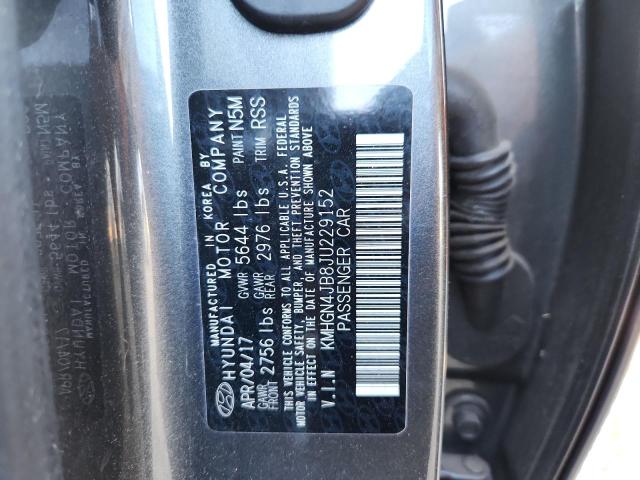 MANUFACTURED IN KOREA BY
HYUNDAI MOTOR COMPANY
APR/04/17 GVWR 5644 lbs PAINT N5M
GAWR FRONT 2756 lbs GAWR REAR 2976 lbs TRIM RSS
THIS VEHICLE CONFORMS TO ALL APPLICABLE U.S.A. FEDERAL
MOTOR VEHICLE SAFETY, BUMPER, AND THEFT PREVENTION STANDARDS
IN EFFECT ON THE DATE OF MANUFACTURE SHOWN ABOVE.
V.I.N KMHGN4JB8JU229152
PASSENGER CAR